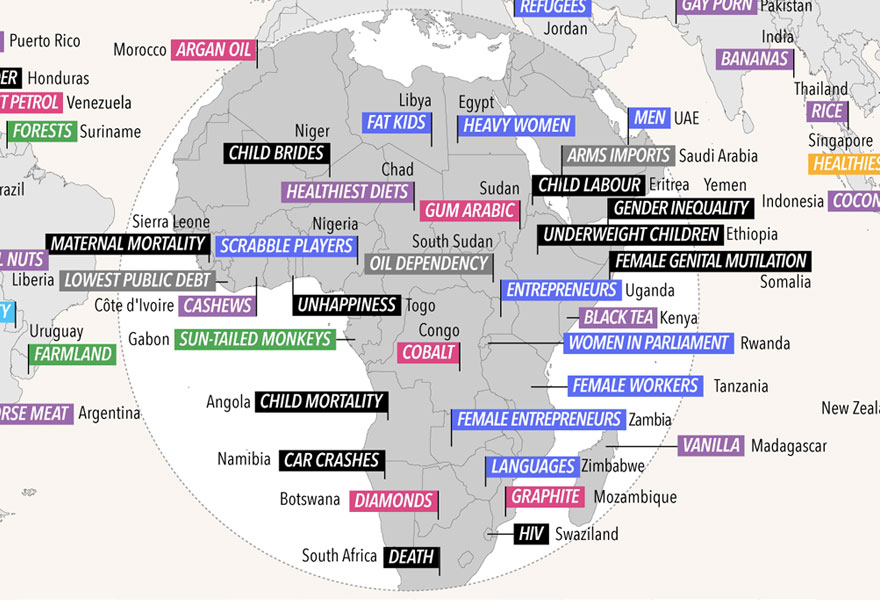 REFUGEES
Jordan
GAY PORN Pakistan
Puerto Rico
Morocco ARGAN OIL
India
BANANAS
Honduras
PETROL Venezuela
Thailand
RICE
FORESTS Suriname
Libya
FAT KIDS
Egypt
HEAVY WOMEN
MEN UAE
Niger
CHILD BRIDES
Singapore
HEALTHIES
ARMS IMPORTS Saudi Arabia
Chad
HEALTHIEST DIETS
Sudan
GUM ARABIC
CHILD LABOUR Eritrea
Yemen
GENDER INEQUALITY
Indonesia COCON
Sierra Leone
MATERNAL MORTALITY
Nigeria
SCRABBLE PLAYERS
UNDERWEIGHT CHILDREN Ethiopia
South Sudan
OIL DEPENDENCY
FEMALE GENITAL MUTILATION
Somalia
NUTS
Liberia LOWEST PUBLIC DEBT
ENTREPRENEURS Uganda
Côte d'Ivoire CASHEWS
UNHAPPINESS Togo
BLACK TEA Kenya
Uruguay
FARMLAND
Gabon SUN-TAILED MONKEYS
Congo
COBALT
WOMEN IN PARLIAMENT Rwanda
FEMALE WORKERS Tanzania
Angola CHILD MORTALITY
HORSE MEAT Argentina
FEMALE ENTREPRENEURS Zambia
New Zeala
VANILLA Madagascar
Namibia CAR CRASHES
LANGUAGES Zimbabwe
Botswana DIAMONDS
GRAPHITE Mozambique
HIV Swaziland
South Africa DEATH